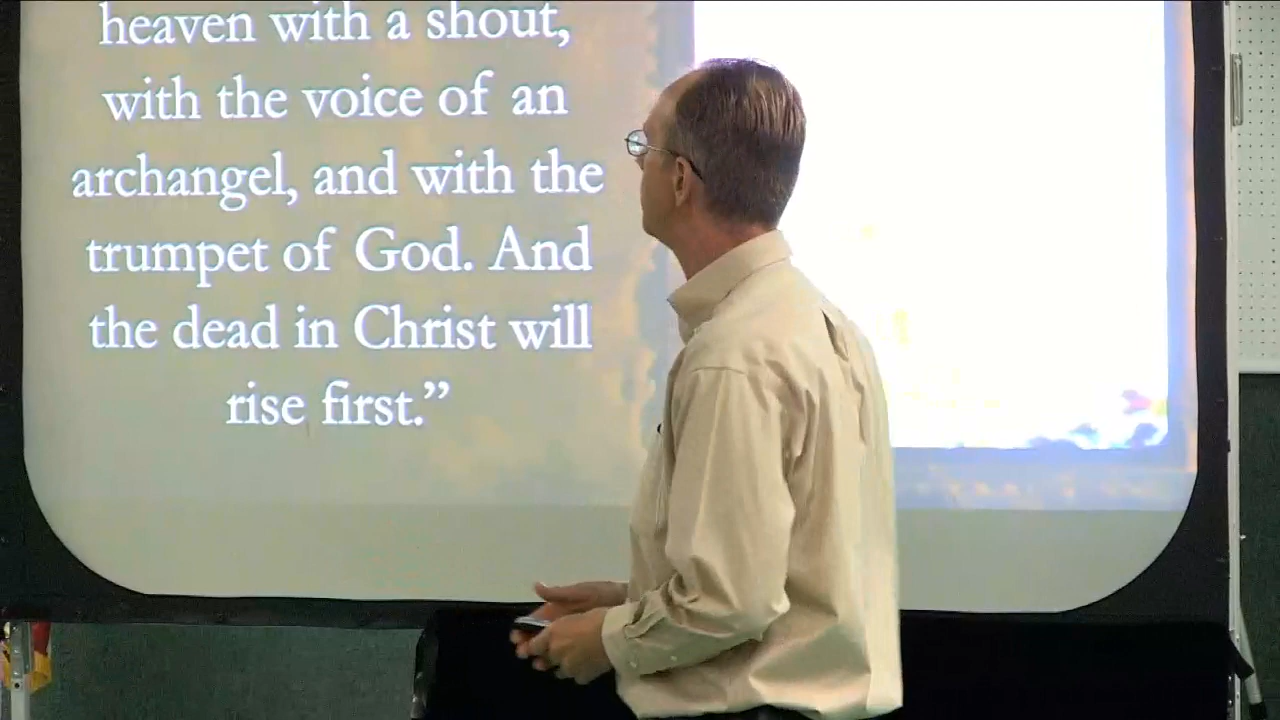 heaven with a shout,
with the voice of an
archangel, and with the
trumpet of God. And
the dead in Christ will
rise first.”